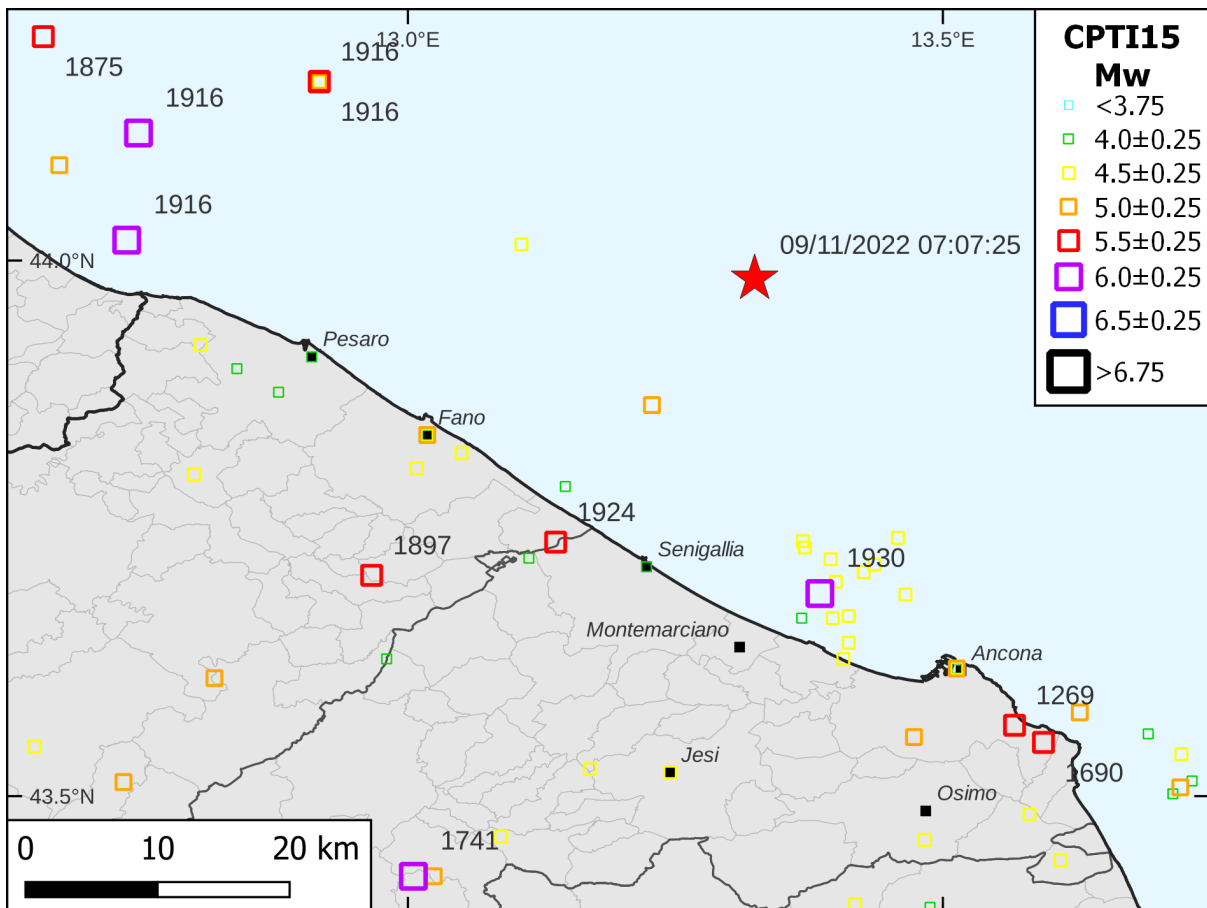 13.0°E
13.5°E
CPTI15
Mw
<3.75
4.0±0.25
4.5±0.25
5.0±0.25
5.5±0.25
6.0±0.25
6.5±0.25
>6.75
1875
1916
1916
1916
1916
09/11/2022 07:07:25
44.0°N
Pesaro
Fano
1924
1897
Senigallia
1930
Montemarciano
Ancona
1269
1690
Jesi
Osimo
43.5°N
1741
0 10 20 km